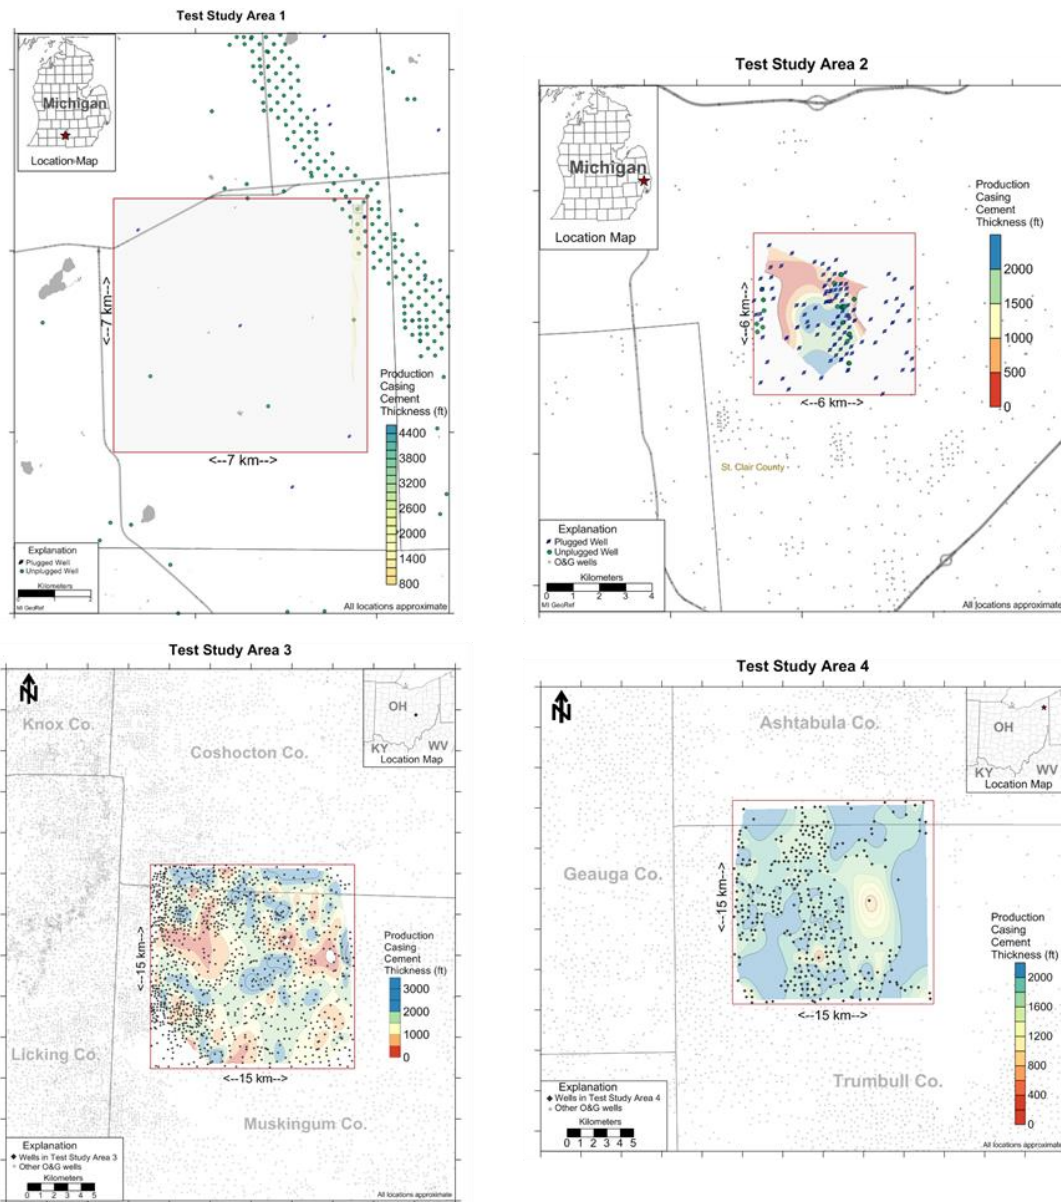 Test Study Area 1
Michigan
Location Map
<--7 km-->
<--7 km-->
Production
Casing
Cement
Thickness (ft)
4400
3800
3200
2600
2000
1400
800
Explanation
Plugged Well
Unplugged Well
Kilometers
0 1 2
MI GeoRef
All locations approximate
Test Study Area 2
Michigan
Location Map
Production
Casing
Cement
Thickness (ft)
2000
1500
1000
500
0
<--6 km-->
<--6 km-->
St. Clair County
Explanation
Plugged Well
Unplugged Well
O&G wells
Kilometers
0 1 2 3 4
MI GeoRef
All locations approximate
Test Study Area 3
N
Knox Co.
Coshocton Co.
OH
KY
WV
Location Map
<--15 km-->
<--15 km-->
Production
Casing
Cement
Thickness (ft)
3000
2000
1000
0
Licking Co.
Muskingum Co.
Explanation
Wells in Test Study Area 3
Other O&G wells
Kilometers
0 1 2 3 4 5
All locations approximate
Test Study Area 4
N
Ashtabula Co.
OH
KY
WV
Location Map
Geauga Co.
<--15 km-->
<--15 km-->
Production
Casing
Cement
Thickness (ft)
2000
1600
1200
800
400
0
Trumbull Co.
Explanation
Wells in Test Study Area 4
Other O&G wells
Kilometers
0 1 2 3 4 5
All locations approximate